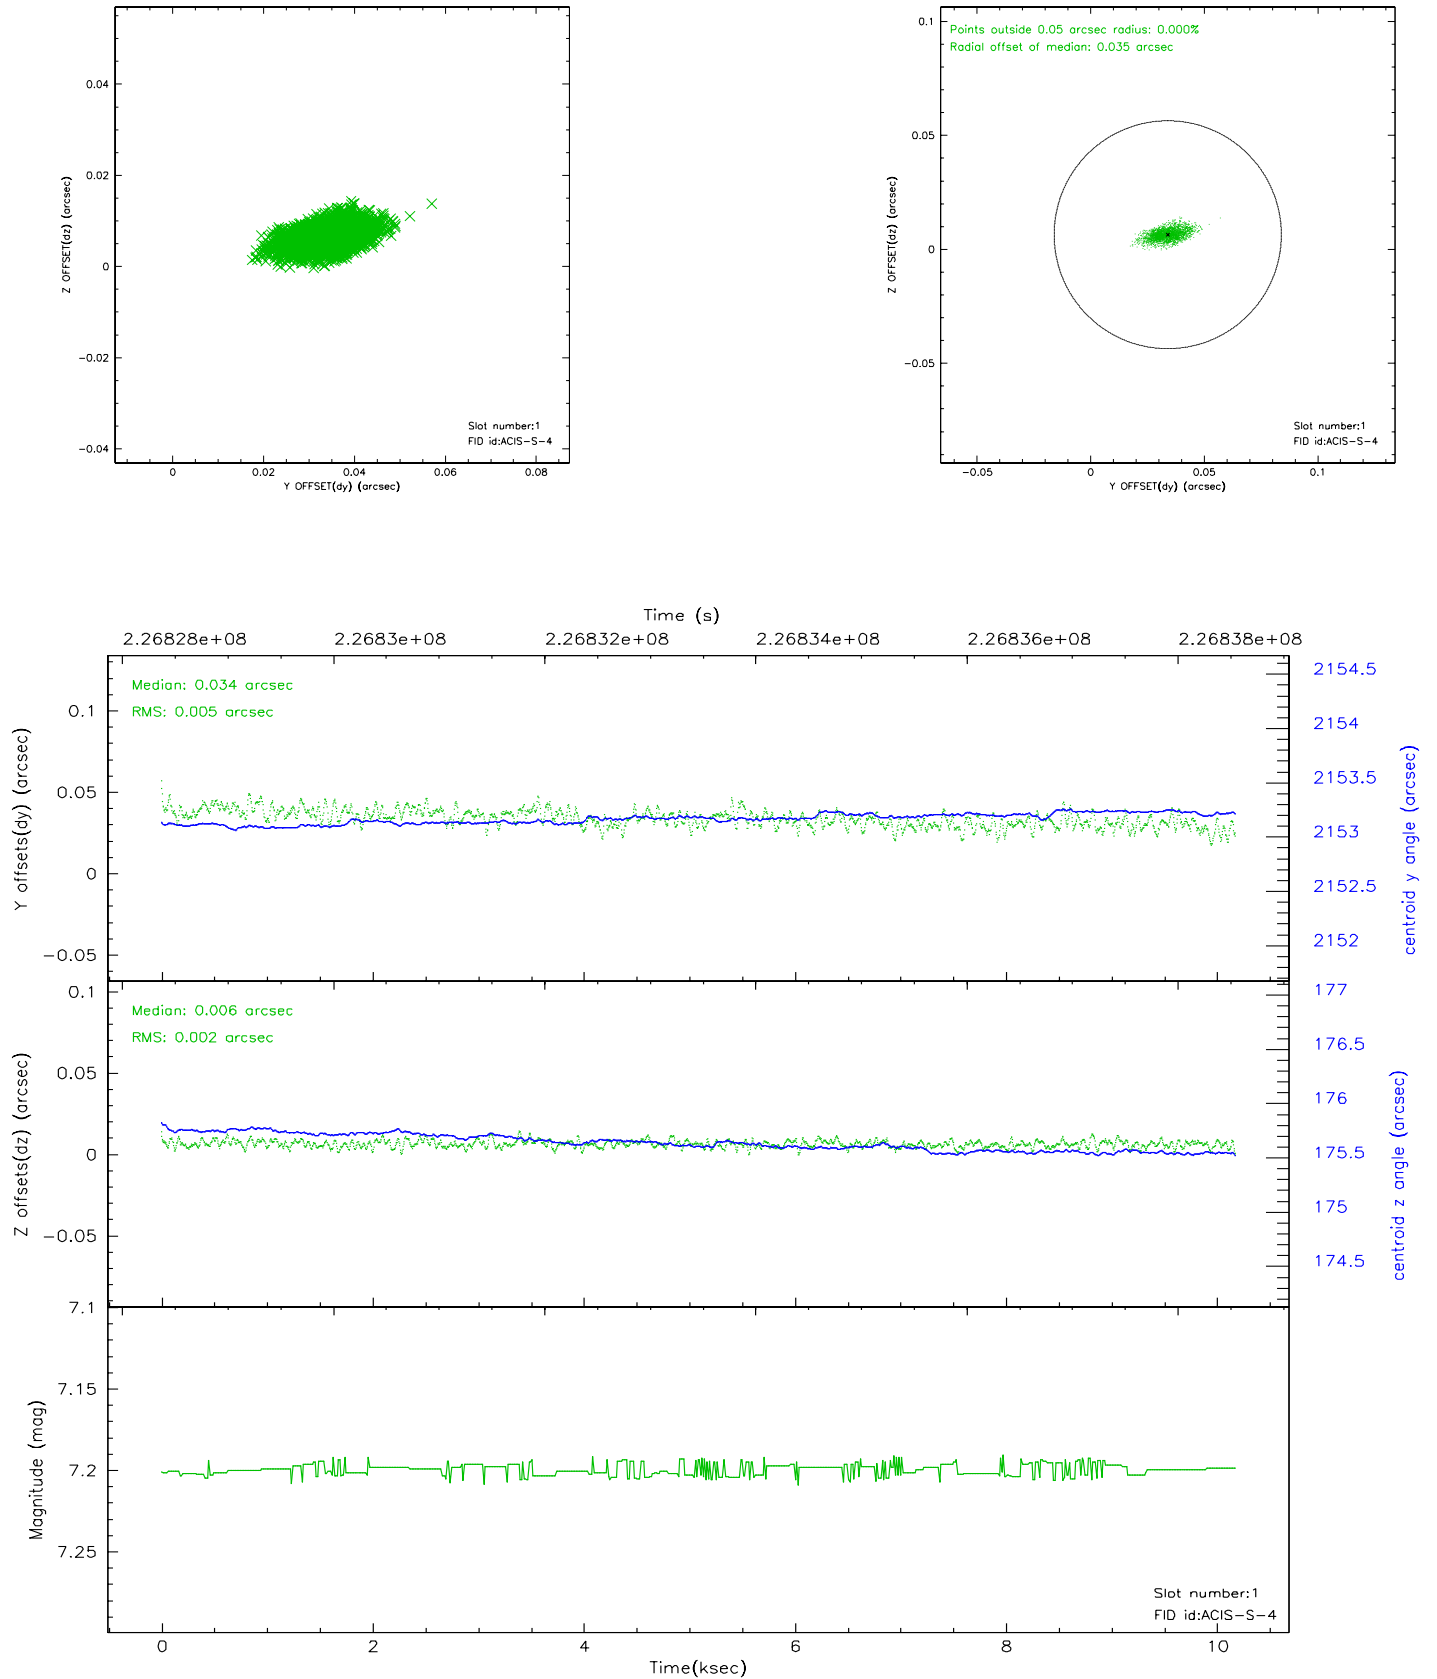 0.04
0.02
0
−0.02
−0.04
Z OFFSET(dz) (arcsec)
Slot number:1
FID id:ACIS−S−4
0
0.02
0.04
0.06
0.08
Y OFFSET(dy) (arcsec)
Points outside 0.05 arcsec radius: 0.000%
Radial offset of median: 0.035 arcsec
0.1
0.05
0
−0.05
Z OFFSET(dz) (arcsec)
Slot number:1
FID id:ACIS−S−4
−0.05
0
0.05
0.1
Y OFFSET(dy) (arcsec)
Time (s)
2.26828e+08
2.2683e+08
2.26832e+08
2.26834e+08
2.26836e+08
2.26838e+08
Median: 0.034 arcsec
RMS: 0.005 arcsec
0.1
0.05
0
−0.05
Y offsets(dy) (arcsec)
2154.5
2154
2153.5
2153
2152.5
2152
centroid y angle (arcsec)
Median: 0.006 arcsec
RMS: 0.002 arcsec
0.1
0.05
0
−0.05
Z offsets(dz) (arcsec)
177
176.5
176
175.5
175
174.5
centroid z angle (arcsec)
7.1
7.15
7.2
7.25
Magnitude (mag)
Slot number:1
FID id:ACIS−S−4
0
2
4
6
8
10
Time(ksec)